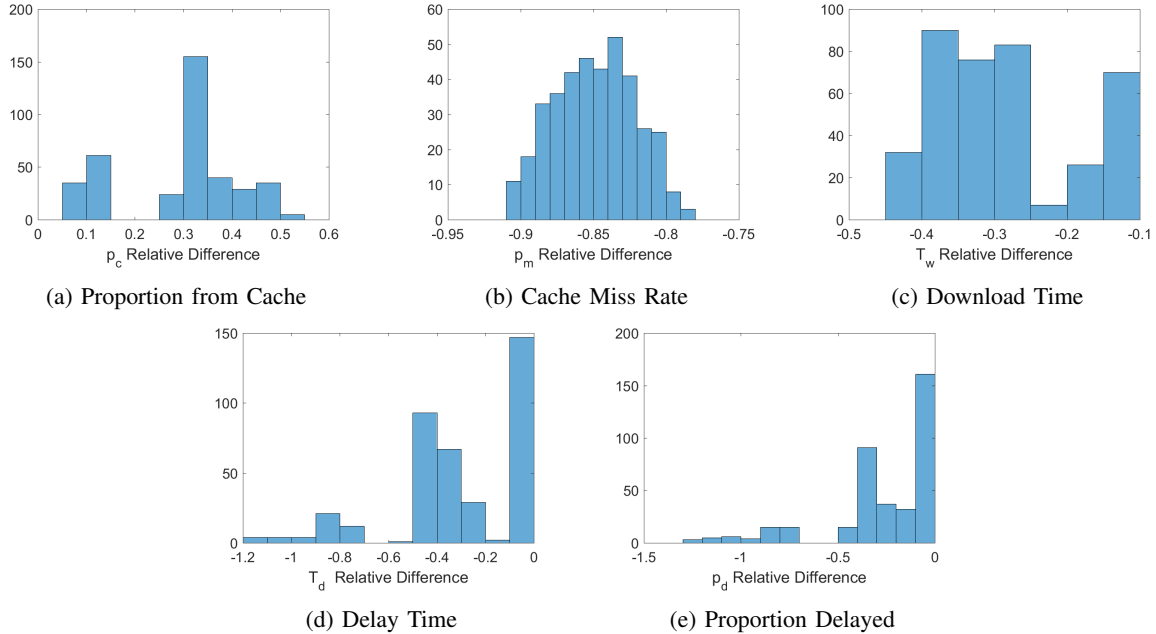 200
150
100
50
0
0 0.1 0.2 0.3 0.4 0.5 0.6
p_c Relative Difference
(a) Proportion from Cache
60
50
40
30
20
10
0
-0.95 -0.9 -0.85 -0.8 -0.75
p_m Relative Difference
(b) Cache Miss Rate
100
80
60
40
20
0
-0.5 -0.4 -0.3 -0.2 -0.1
T_w Relative Difference
(c) Download Time
150
100
50
0
-1.2 -1 -0.8 -0.6 -0.4 -0.2 0
T_d Relative Difference
(d) Delay Time
200
150
100
50
0
-1.5 -1 -0.5 0
p_d Relative Difference
(e) Proportion Delayed